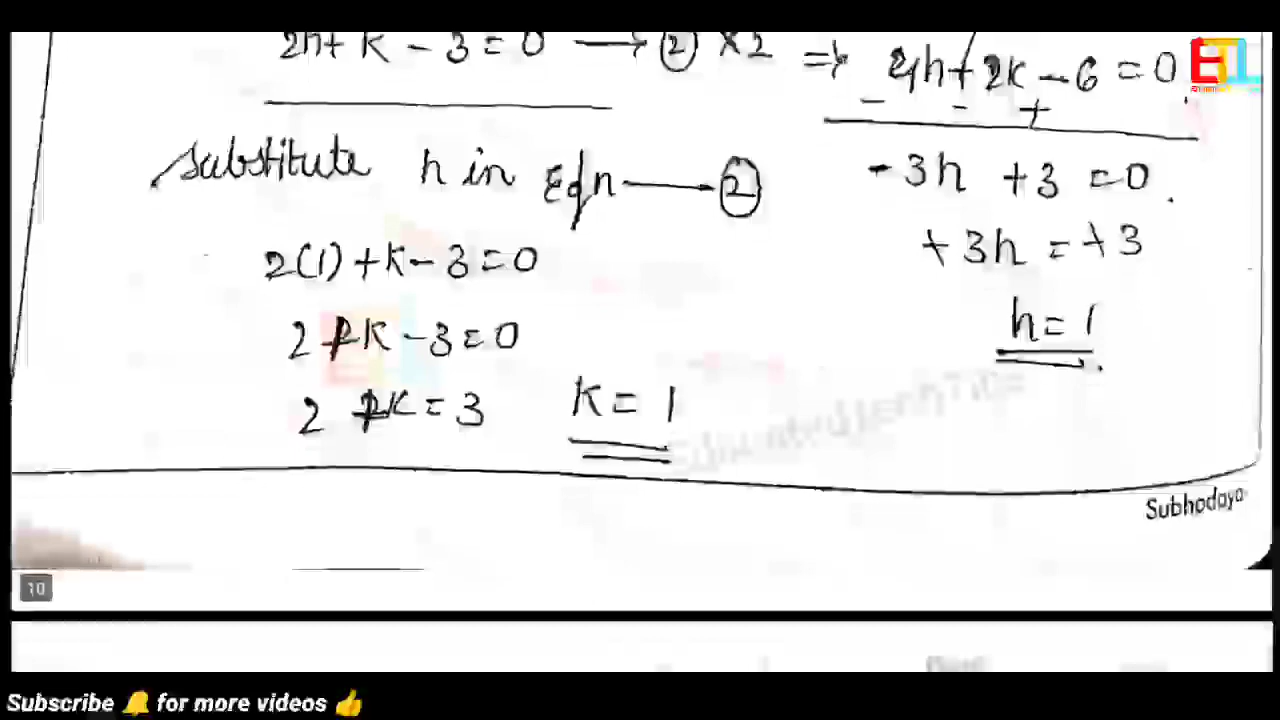 2h + k - 3 = 0 → ② × 2 ⇒ 4h + 2k - 6 = 0
- - +
substitute h in Eqn → ②
- 3h + 3 = 0
2(1) + k - 3 = 0
+ 3h = + 3
2 + k - 3 = 0
h = 1
2 + k = 3
k = 1
Subhodaya
10
Subscribe 🔔 for more videos 👍